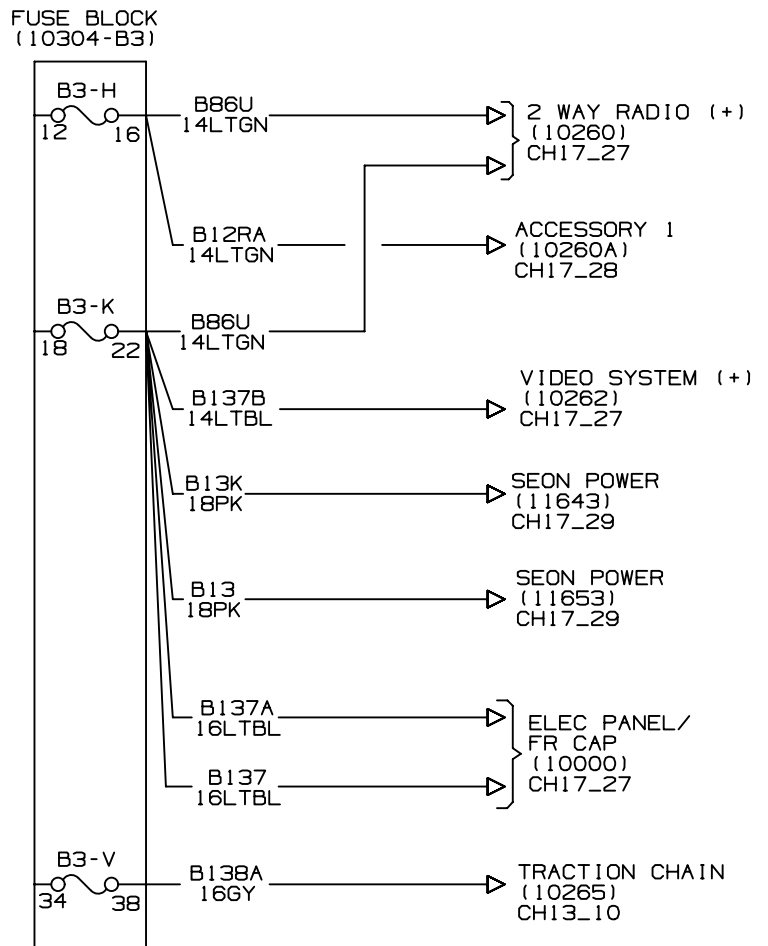 FUSE BLOCK
(10304-B3)
B3-H
12
16
B86U
14LTGN
2 WAY RADIO (+)
(10260)
CH17_27
B12RA
14LTGN
ACCESSORY 1
(10260A)
CH17_28
B3-K
18
22
B86U
14LTGN
B137B
14LTBL
VIDEO SYSTEM (+)
(10262)
CH17_27
B13K
18PK
SEON POWER
(11643)
CH17_29
B13
18PK
SEON POWER
(11653)
CH17_29
B137A
16LTBL
B137
16LTBL
ELEC PANEL/
FR CAP
(10000)
CH17_27
B3-V
34
38
B138A
16GY
TRACTION CHAIN
(10265)
CH13_10